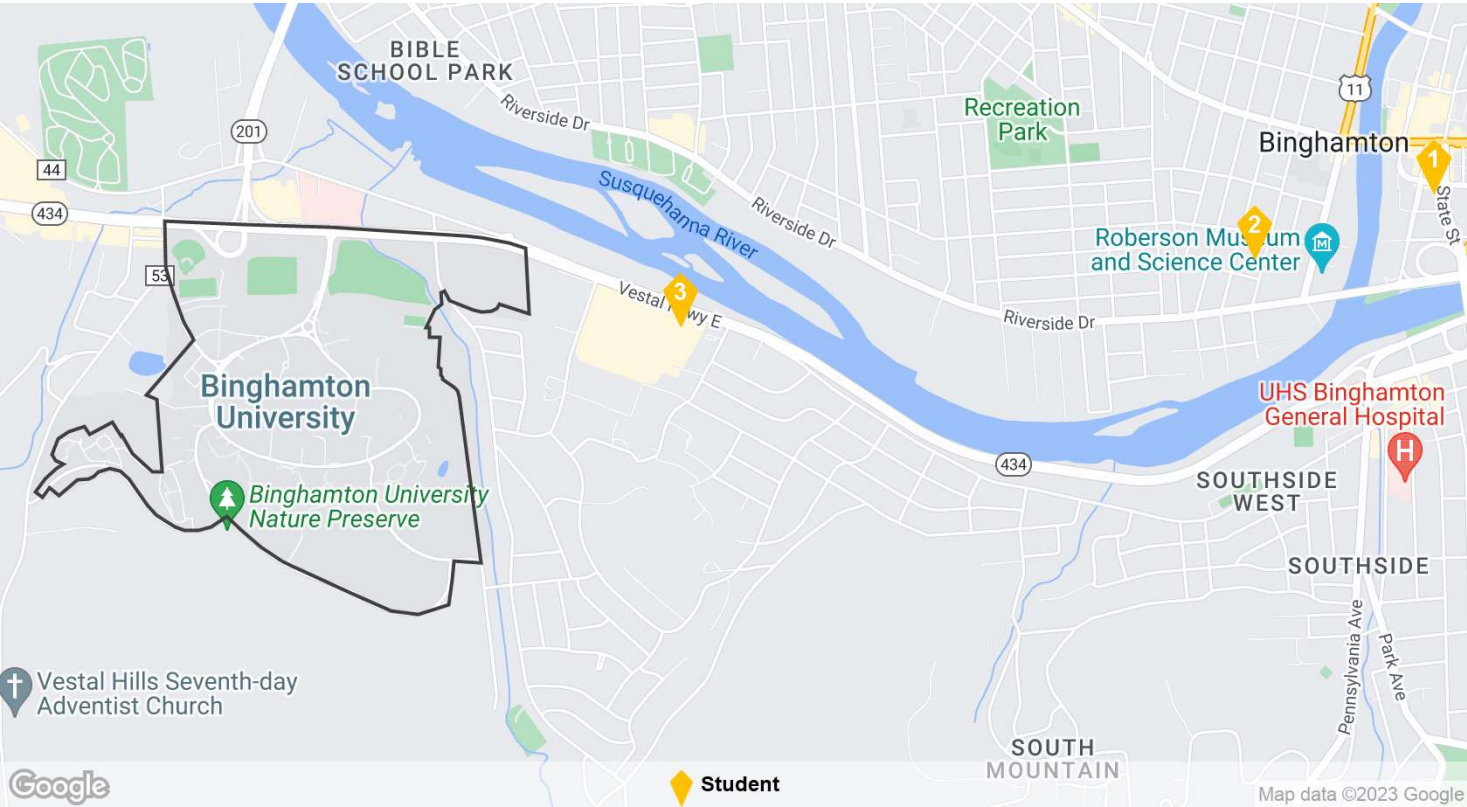 BIBLE
SCHOOL PARK
Riverside Dr
201
44
434
53
Recreation
Park
11
Binghamton
1
State St
Susquehanna River
Riverside Dr
2
Roberson Museum
and Science Center
M
3
Vestal Pkwy E
Riverside Dr
Binghamton
University
UHS Binghamton
General Hospital
H
434
SOUTHSIDE
WEST
Binghamton University
Nature Preserve
SOUTHSIDE
Pennsylvania Ave
Park Ave
Vestal Hills Seventh-day
Adventist Church
SOUTH
MOUNTAIN
Google
Student
Map data ©2023 Google